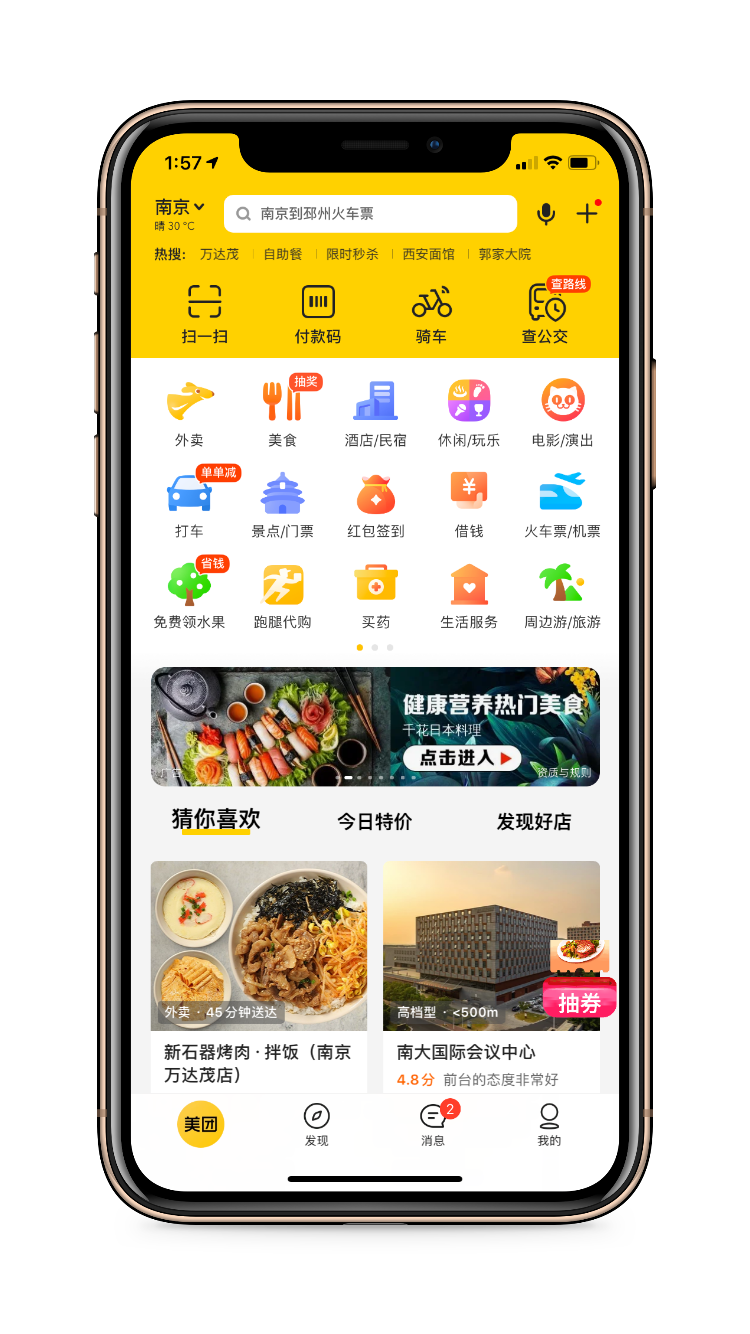 1:57
南京
南京到邳州火车票
晴 30 °C
热搜: 万达茂 自助餐 限时秒杀 西安面馆 郭家大院
查路线
扫一扫 付款码 骑车 查公交
抽奖
外卖 美食 酒店/民宿 休闲/玩乐 电影/演出
单单减
¥
打车 景点/门票 红包签到 借钱 火车票/机票
省钱
免费领水果 跑腿代购 买药 生活服务 周边游/旅游
健康营养热门美食
千花日本料理
点击进入
广告 资质与规则
猜你喜欢 今日特价 发现好店
抽券
外卖 · 45分钟送达 高档型 · <500m
新石器烤肉 · 拌饭（南京 南大国际会议中心
万达茂店） 4.8分 前台的态度非常好
2
美团
发现 消息 我的